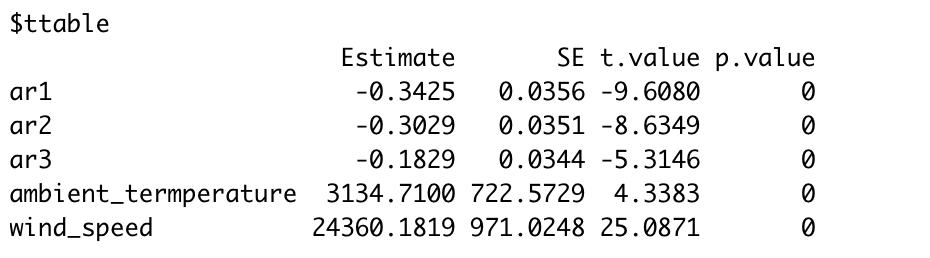 $ttable
Estimate SE t.value p.value
ar1 -0.3425 0.0356 -9.6080 0
ar2 -0.3029 0.0351 -8.6349 0
ar3 -0.1829 0.0344 -5.3146 0
ambient_termperature 3134.7100 722.5729 4.3383 0
wind_speed 24360.1819 971.0248 25.0871 0